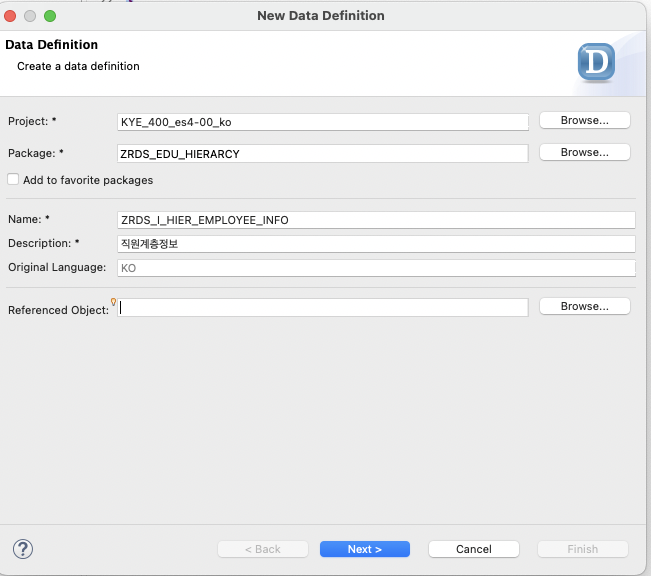 New Data Definition
Data Definition
Create a data definition
D
Project: * KYE_400_es4-00_ko Browse...
Package: * ZRDS_EDU_HIERARCY Browse...
Add to favorite packages
Name: * ZRDS_I_HIER_EMPLOYEE_INFO
Description: * 직원계층정보
Original Language: KO
Referenced Object: Browse...
? < Back Next > Cancel Finish